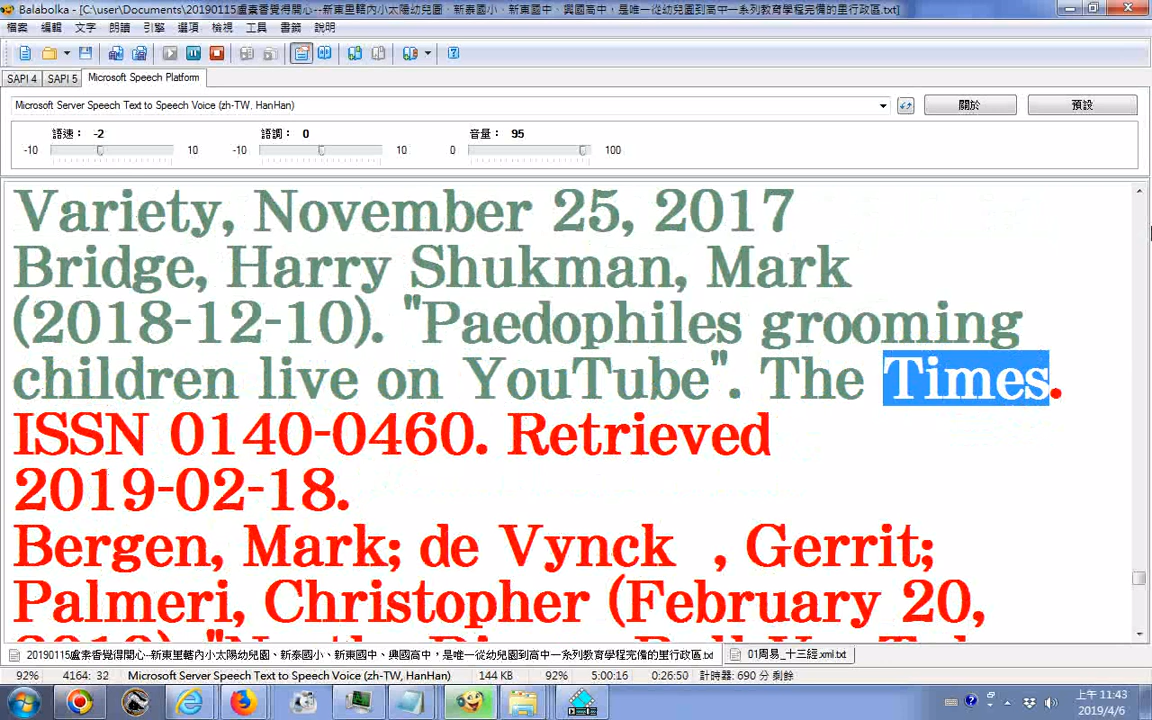 Balabolka - [C:\user\Documents\20190115盧素香覺得開心--新東里轄內小太陽幼兒園、新泰國小、新東國中、興國高中，是唯一從幼兒園到高中一系列教育學程完備的里行政區.txt]
檔案 編輯 文字 朗讀 引擎 選項 檢視 工具 書籤 說明
SAPI 4 SAPI 5 Microsoft Speech Platform
Microsoft Server Speech Text to Speech Voice (zh-TW, HanHan) 關於 預設
語速： -2 語調： 0 音量： 95
-10 10 -10 10 0 100
Variety, November 25, 2017
Bridge, Harry Shukman, Mark
(2018-12-10). "Paedophiles grooming
children live on YouTube". The Times.
ISSN 0140-0460. Retrieved
2019-02-18.
Bergen, Mark; de Vynck , Gerrit;
Palmeri, Christopher (February 20,
20190115盧素香覺得開心--新東里轄內小太陽幼兒園、新泰國小、新東國中、興國高中，是唯一從幼兒園到高中一系列教育學程完備的里行政區.txt 01周易_十三經.xml.txt
92% 4164: 32 Microsoft Server Speech Text to Speech Voice (zh-TW, HanHan) 144 KB 92% 5:00:16 0:26:50 計時器: 690 分 剩餘
上午 11:43
2019/4/6